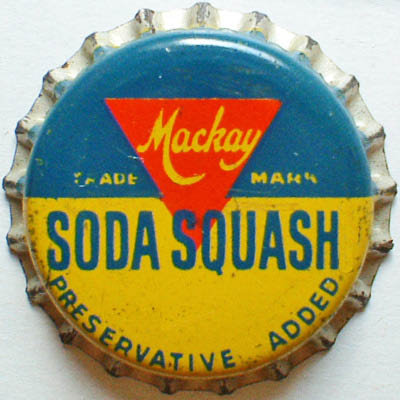 Mackay
TRADE MARK
SODA SQUASH
PRESERVATIVE ADDED